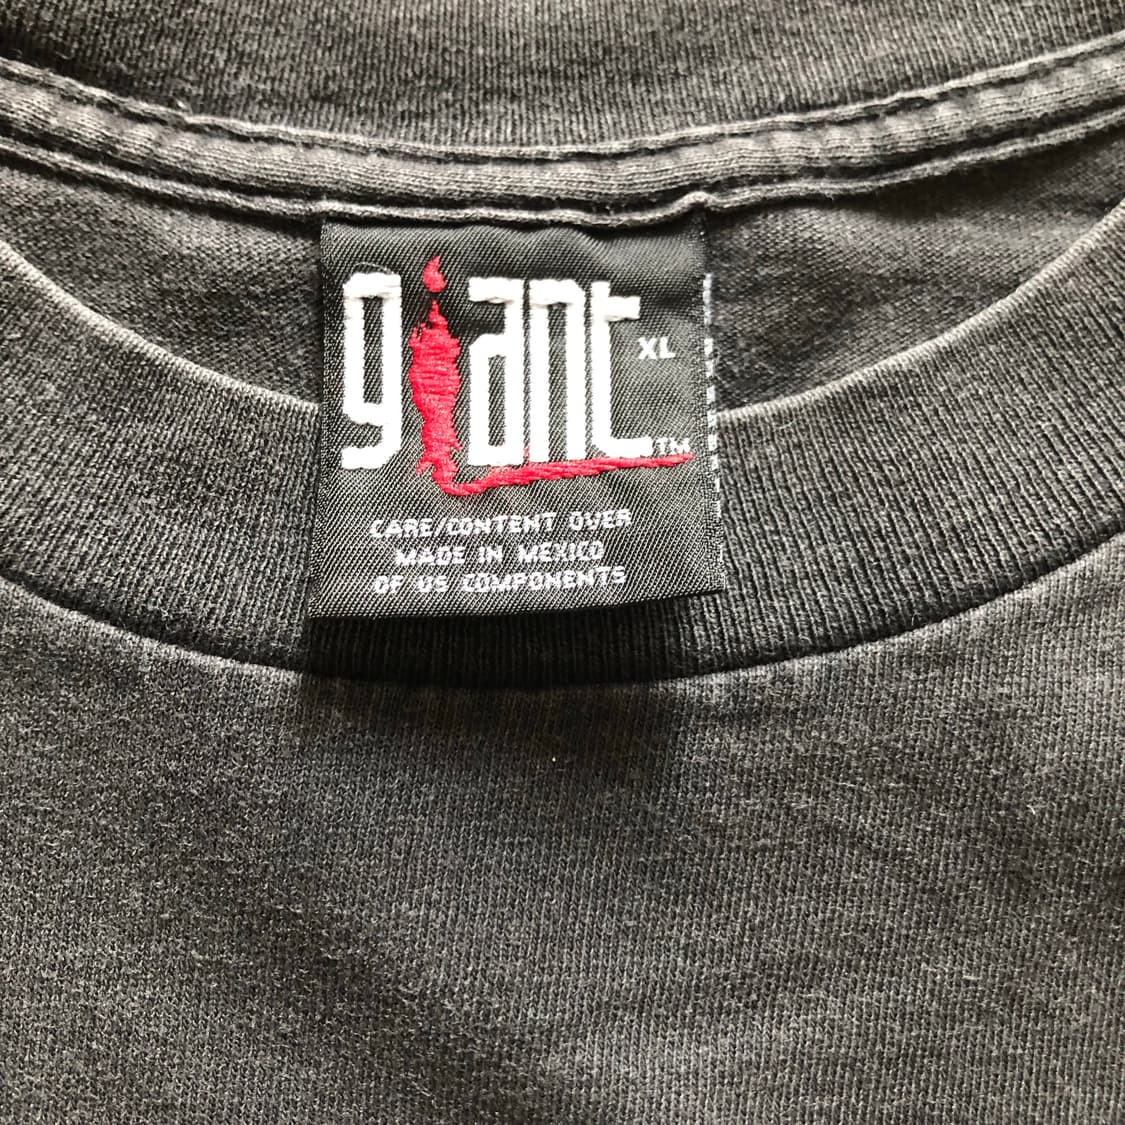 giant
XL
TM
CARE/CONTENT OVER
MADE IN MEXICO
OF US COMPONENTS